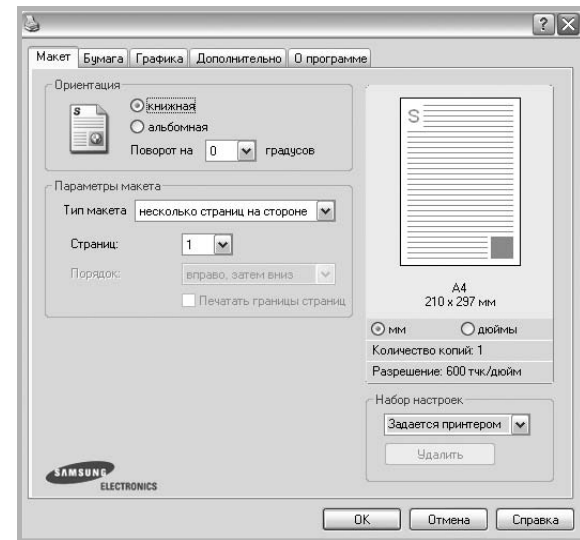 Макет Бумага Графика Дополнительно О программе
Ориентация
книжная
альбомная
Поворот на 0 градусов
Параметры макета
Тип макета несколько страниц на стороне
Страниц: 1
Порядок: вправо, затем вниз
Печатать границы страниц
S
S
A4
210 x 297 мм
мм дюймы
Количество копий: 1
Разрешение: 600 тчк/дюйм
Набор настроек
Задается принтером
Удалить
SAMSUNG
ELECTRONICS
OK Отмена Справка